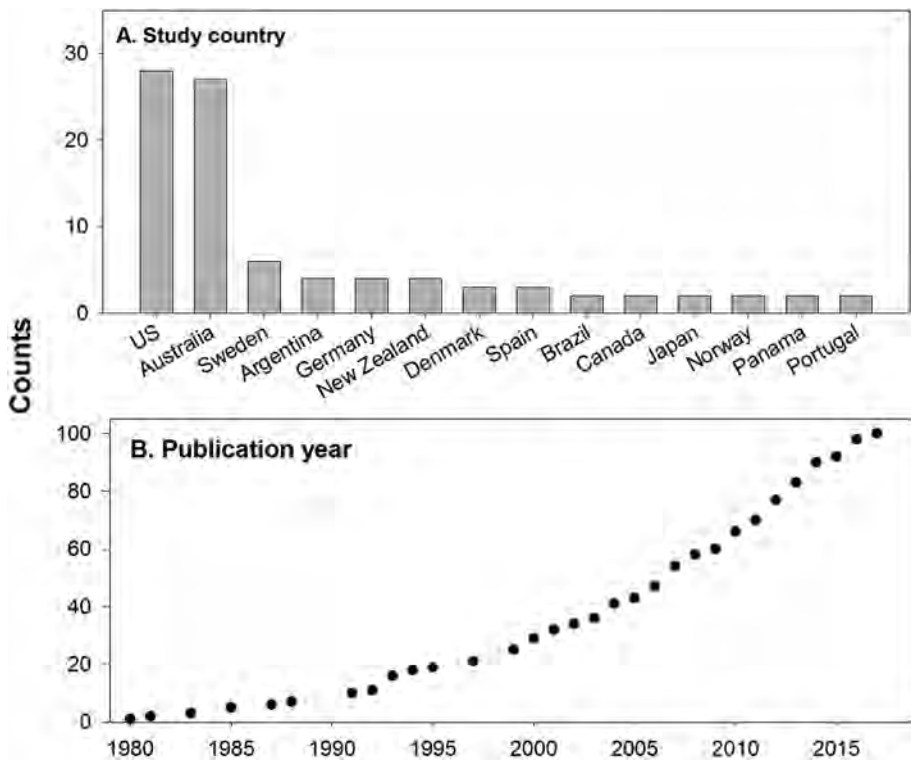 A. Study country
30
20
10
0
US
Australia
Sweden
Argentina
Germany
New Zealand
Denmark
Spain
Brazil
Canada
Japan
Norway
Panama
Portugal
Counts
B. Publication year
100
80
60
40
20
0
1980 1985 1990 1995 2000 2005 2010 2015